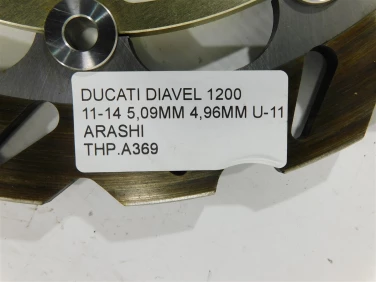 DUCATI DIAVEL 1200
11-14 5,09MM 4,96MM U-11
ARASHI
THP.A369